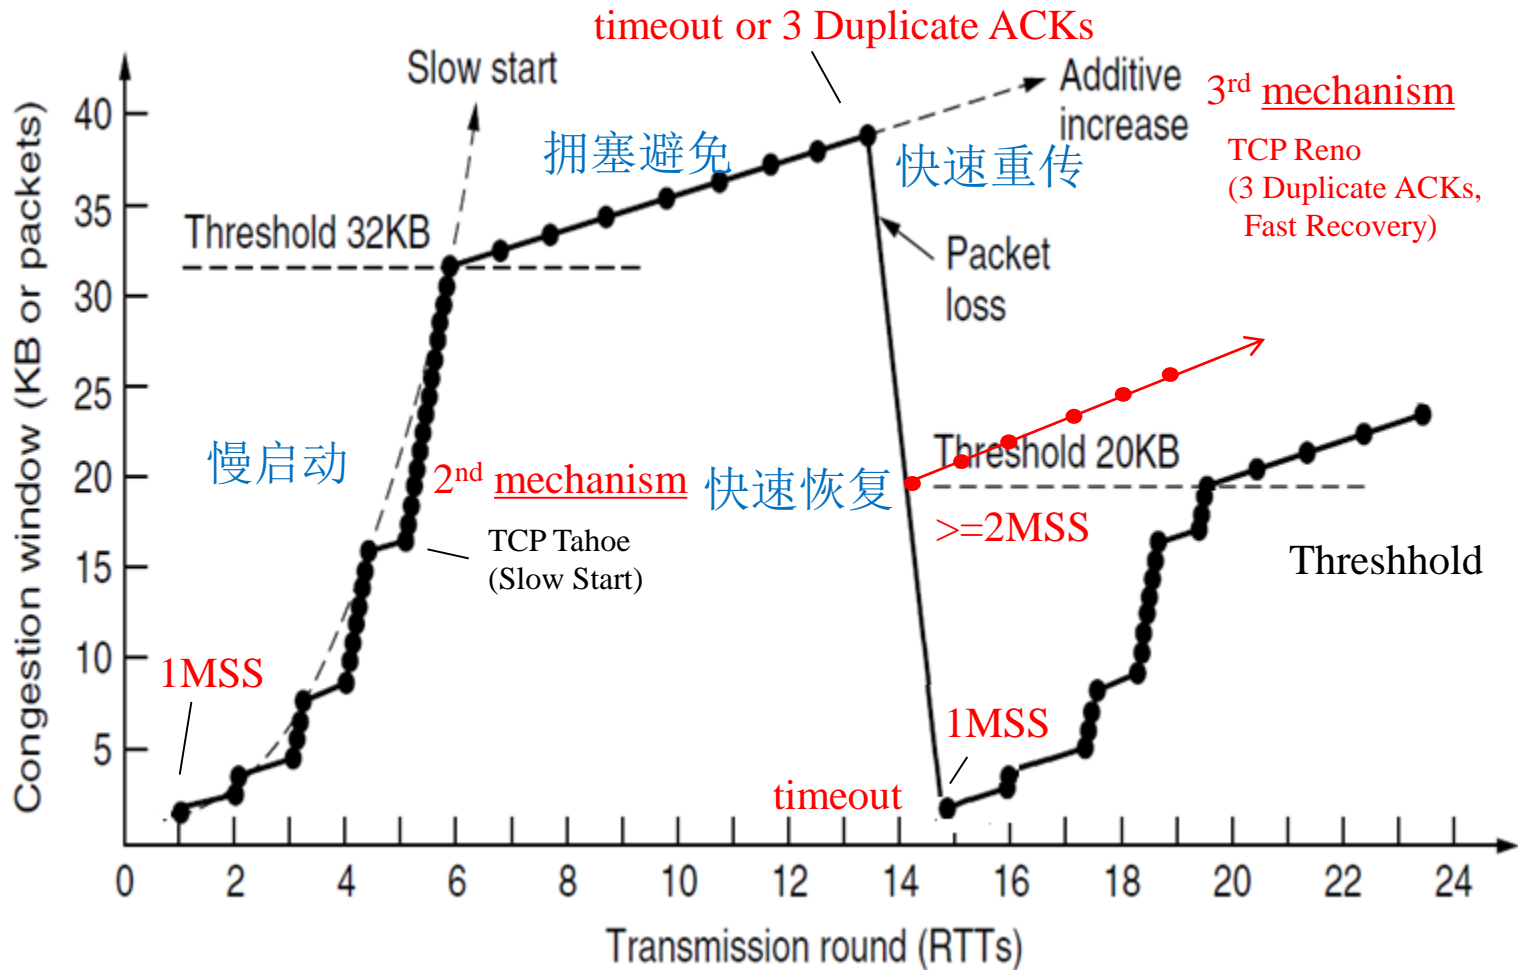 timeout or 3 Duplicate ACKs
Slow start
Additive
increase
3rd mechanism
拥塞避免
快速重传
TCP Reno
(3 Duplicate ACKs,
Fast Recovery)
Threshold 32KB
Packet
loss
慢启动
2nd mechanism
快速恢复
Threshold 20KB
TCP Tahoe
(Slow Start)
>=2MSS
Threshhold
1MSS
1MSS
timeout
Congestion window (KB or packets)
40
35
30
25
20
15
10
5
0 2 4 6 8 10 12 14 16 18 20 22 24
Transmission round (RTTs)